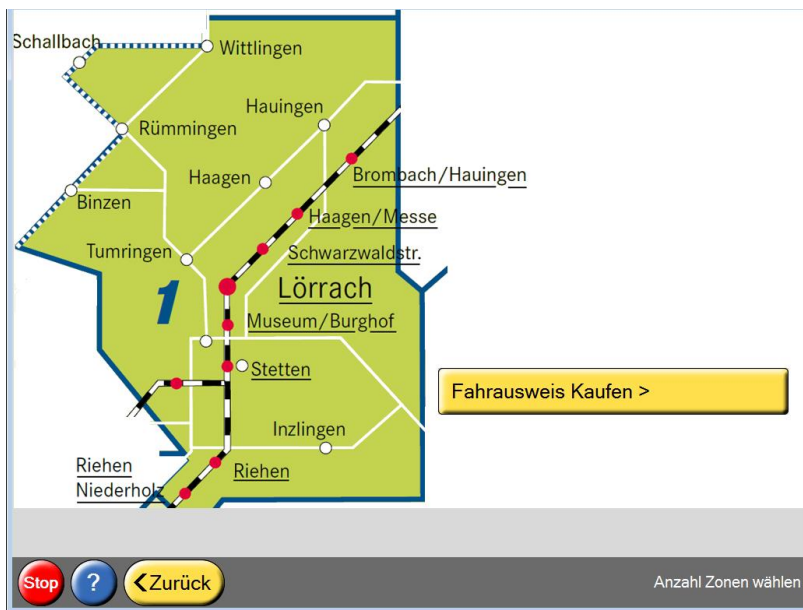 Schallbach
Wittlingen
Hauingen
Rümmingen
Haagen
Brombach/Hauingen
Binzen
Haagen/Messe
Tumringen
Schwarzwaldstr.
1
Lörrach
Museum/Burghof
Stetten
Fahrausweis Kaufen >
Inzlingen
Riehen
Niederholz
Riehen
Stop
?
Zurück
Anzahl Zonen wählen